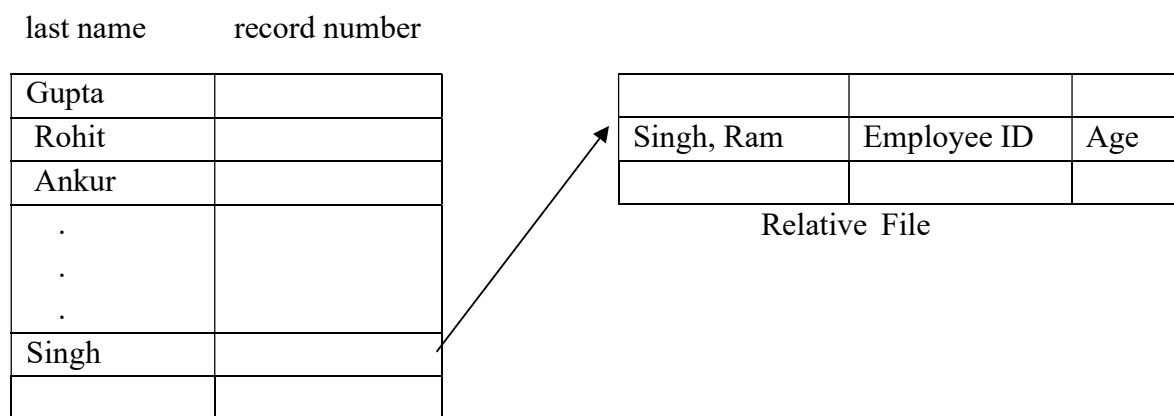 last name record number
Gupta
Rohit
Ankur
.
.
.
Singh
Singh, Ram Employee ID Age
Relative File